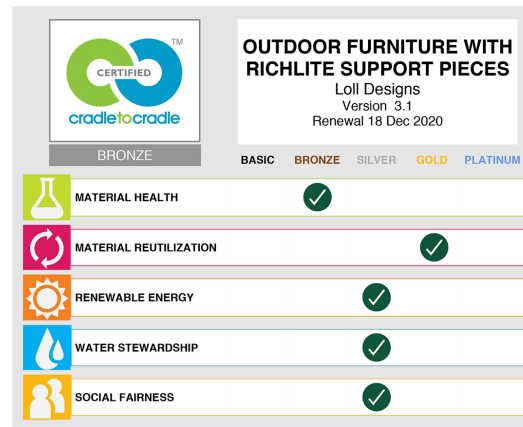 TM
CERTIFIED
cradletocradle
BRONZE
OUTDOOR FURNITURE WITH
RICHLITE SUPPORT PIECES
Loll Designs
Version 3.1
Renewal 18 Dec 2020
BASIC BRONZE SILVER GOLD PLATINUM
MATERIAL HEALTH
MATERIAL REUTILIZATION
RENEWABLE ENERGY
WATER STEWARDSHIP
SOCIAL FAIRNESS